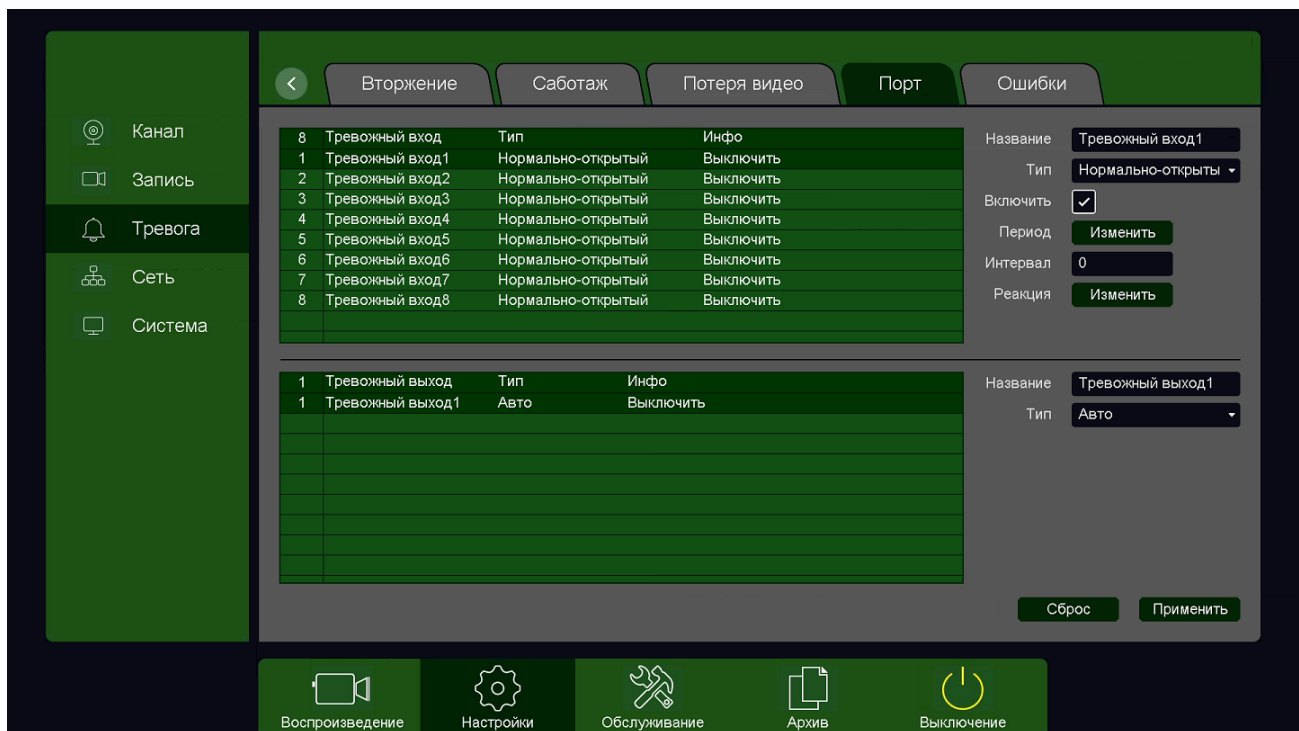 Вторжение Саботаж Потеря видео Порт Ошибки
Канал
Запись
Тревога
Сеть
Система
8 Тревожный вход Тип Инфо
1 Тревожный вход1 Нормально-открытый Выключить
2 Тревожный вход2 Нормально-открытый Выключить
3 Тревожный вход3 Нормально-открытый Выключить
4 Тревожный вход4 Нормально-открытый Выключить
5 Тревожный вход5 Нормально-открытый Выключить
6 Тревожный вход6 Нормально-открытый Выключить
7 Тревожный вход7 Нормально-открытый Выключить
8 Тревожный вход8 Нормально-открытый Выключить
Название Тревожный вход1
Тип Нормально-открыты
Включить
Период Изменить
Интервал 0
Реакция Изменить
1 Тревожный выход Тип Инфо
1 Тревожный выход1 Авто Выключить
Название Тревожный выход1
Тип Авто
Сброс Применить
Воспроизведение Настройки Обслуживание Архив Выключение